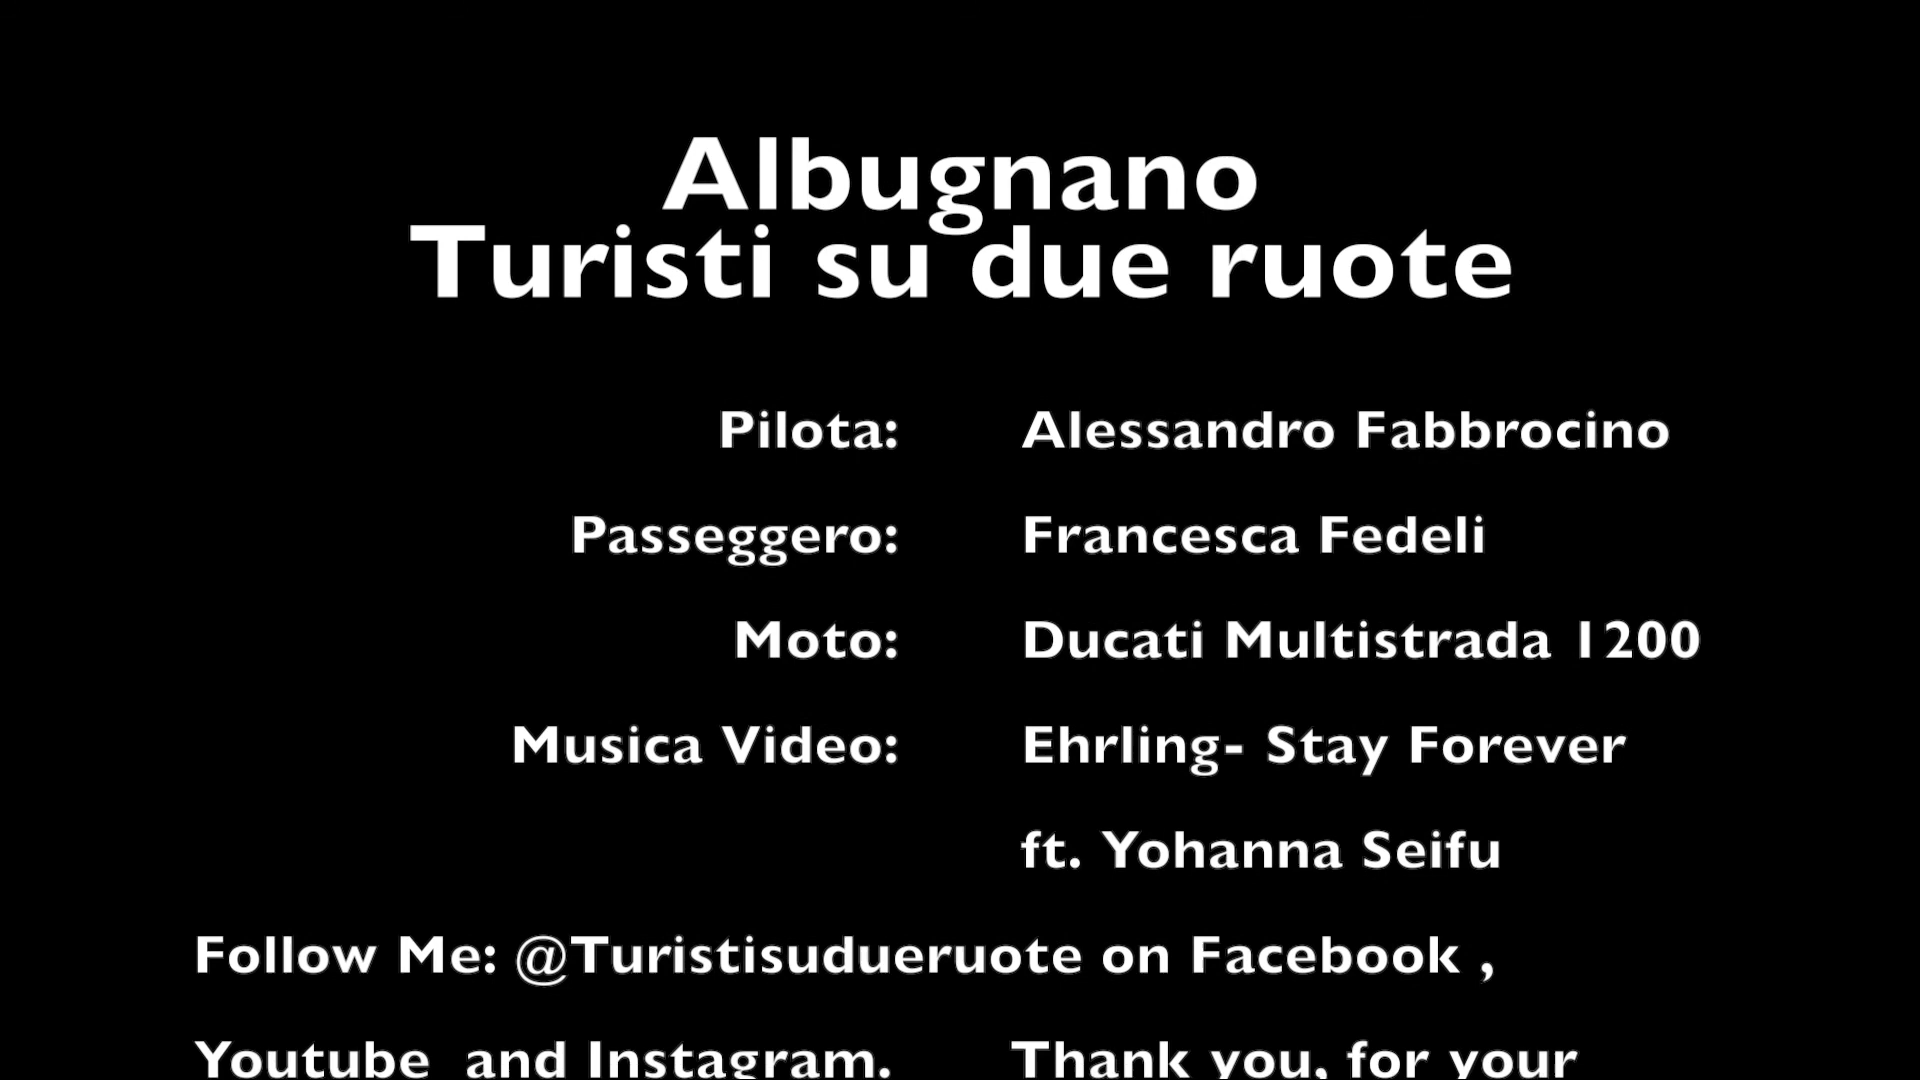 Albugnano
Turisti su due ruote
Pilota: Alessandro Fabbrocino
Passeggero: Francesca Fedeli
Moto: Ducati Multistrada 1200
Musica Video: Ehrling- Stay Forever
ft. Yohanna Seifu
Follow Me: @Turistisudueruote on Facebook ,
Youtube and Instagram. Thank you, for your